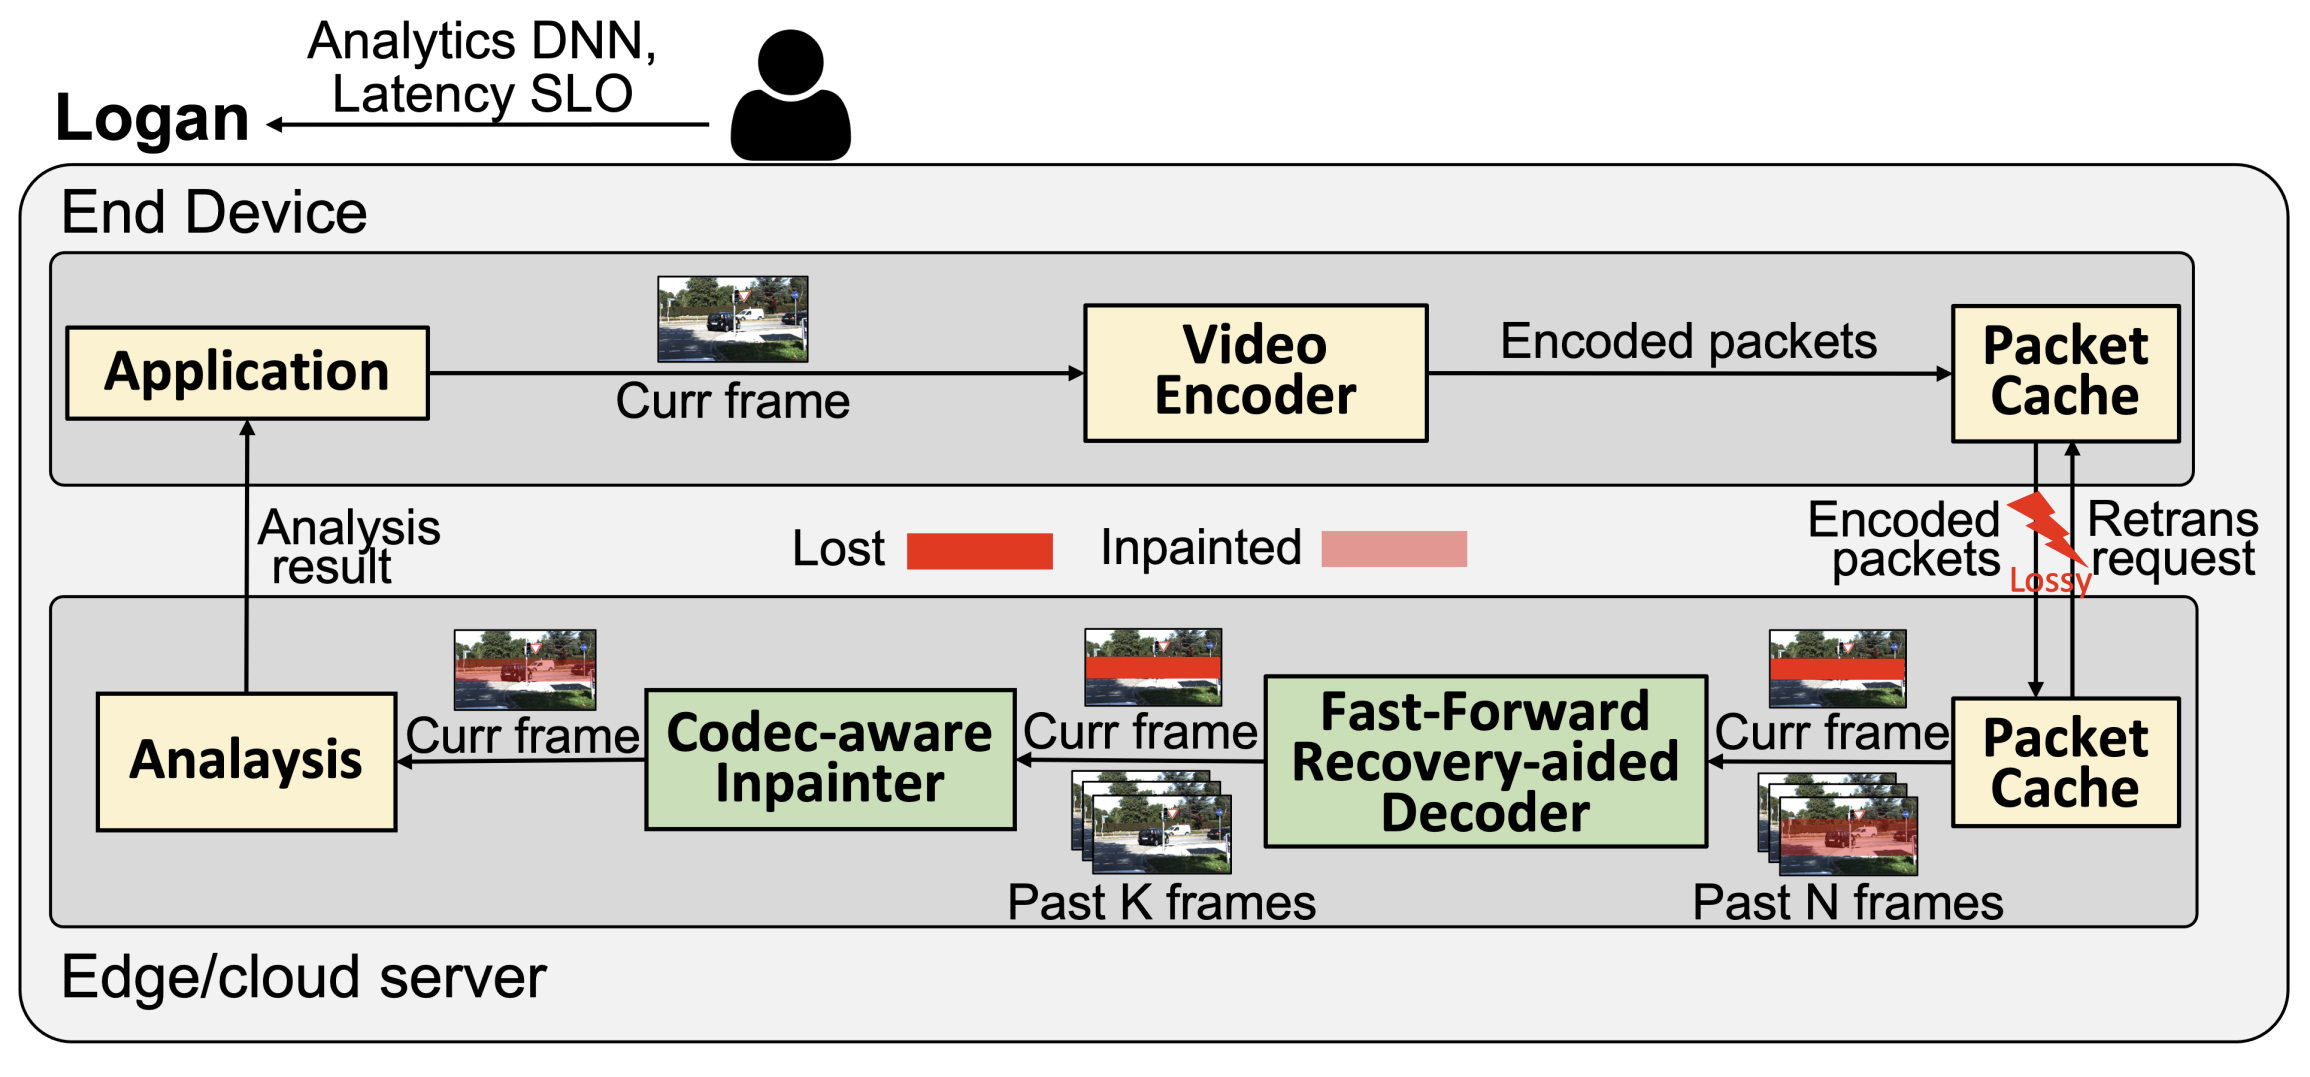 Analytics DNN,
Latency SLO
Logan
End Device
Application
Curr frame
Video
Encoder
Encoded packets
Packet
Cache
Analysis
result
Lost
Inpainted
Encoded
packets
Lossy
Retrans
request
Analaysis
Curr frame
Codec-aware
Inpainter
Curr frame
Past K frames
Fast-Forward
Recovery-aided
Decoder
Curr frame
Past N frames
Packet
Cache
Edge/cloud server